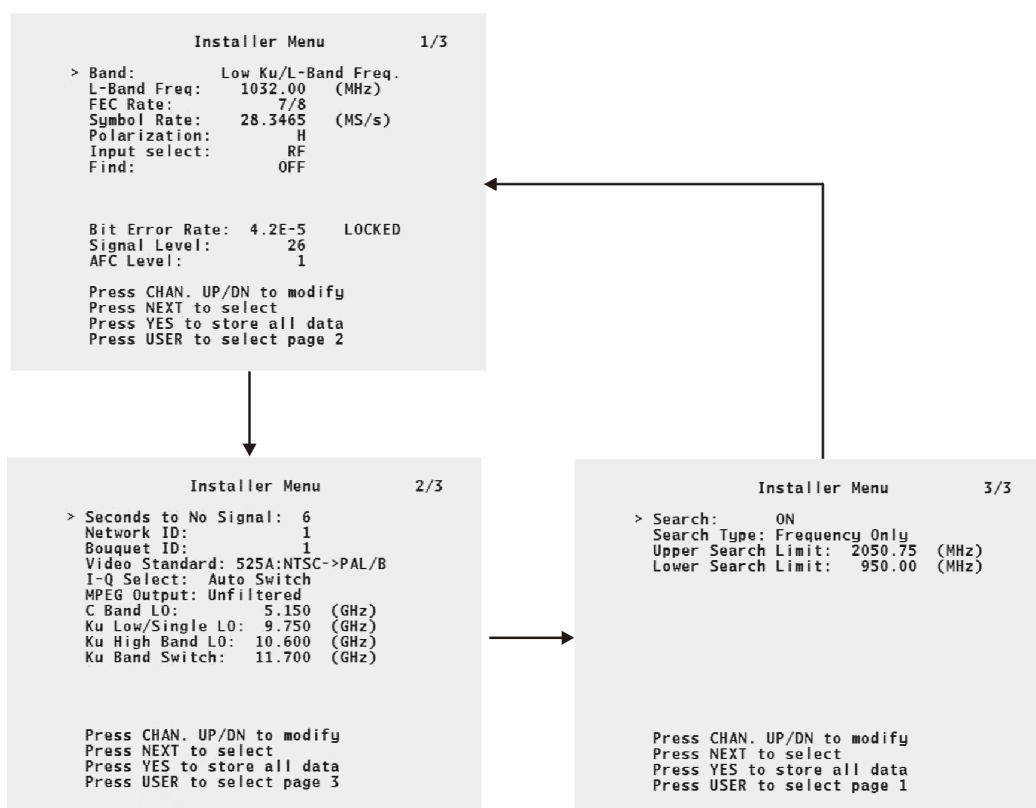 Installer Menu 1/3
> Band: Low Ku/L-Band Freq.
L-Band Freq: 1032.00 (MHz)
FEC Rate: 7/8
Symbol Rate: 28.3465 (MS/s)
Polarization: H
Input select: RF
Find: OFF
Bit Error Rate: 4.2E-5 LOCKED
Signal Level: 26
AFC Level: 1
Press CHAN. UP/DN to modify
Press NEXT to select
Press YES to store all data
Press USER to select page 2
Installer Menu 2/3
> Seconds to No Signal: 6
Network ID: 1
Bouquet ID: 1
Video Standard: 525A:NTSC->PAL/B
I-Q Select: Auto Switch
MPEG Output: Unfiltered
C Band LO: 5.150 (GHz)
Ku Low/Single LO: 9.750 (GHz)
Ku High Band LO: 10.600 (GHz)
Ku Band Switch: 11.700 (GHz)
Press CHAN. UP/DN to modify
Press NEXT to select
Press YES to store all data
Press USER to select page 3
Installer Menu 3/3
> Search: ON
Search Type: Frequency Only
Upper Search Limit: 2050.75 (MHz)
Lower Search Limit: 950.00 (MHz)
Press CHAN. UP/DN to modify
Press NEXT to select
Press YES to store all data
Press USER to select page 1